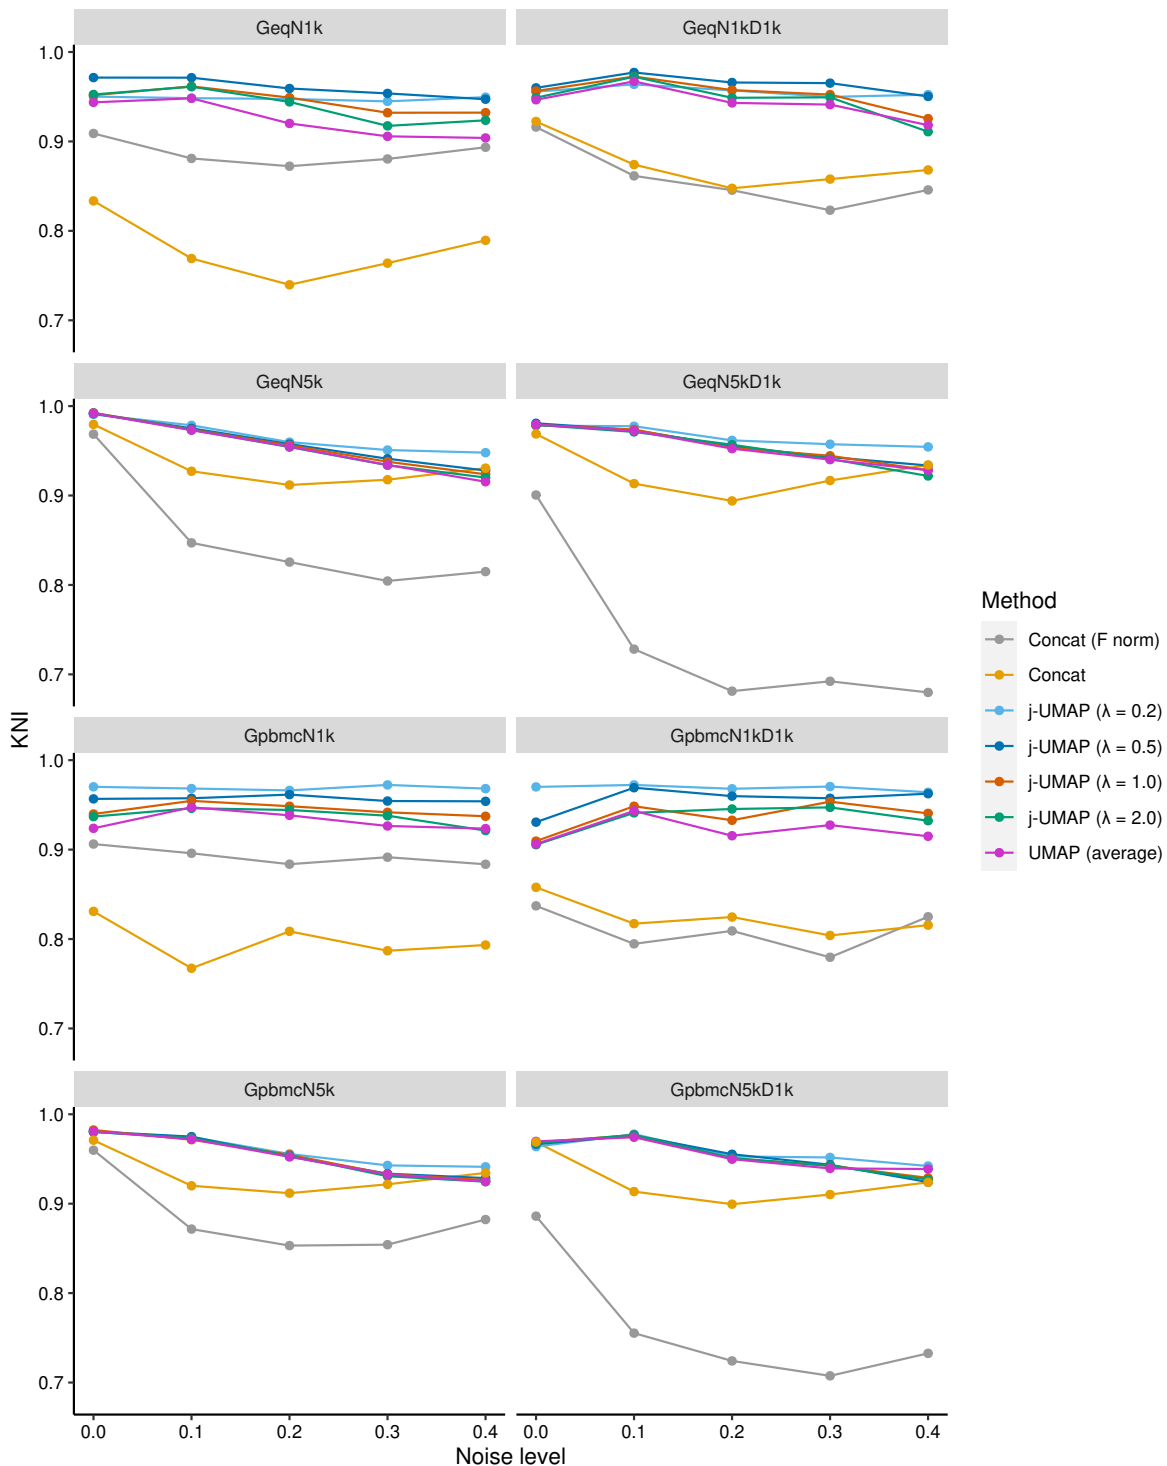 GeqN1k
GeqN1kD1k
1.0
0.9
0.8
0.7
GeqN5k
GeqN5kD1k
1.0
0.9
0.8
0.7
KNI
GpbmcN1k
GpbmcN1kD1k
1.0
0.9
0.8
0.7
GpbmcN5k
GpbmcN5kD1k
1.0
0.9
0.8
0.7
0.0 0.1 0.2 0.3 0.4
0.0 0.1 0.2 0.3 0.4
Noise level
Method
Concat (F norm)
Concat
j-UMAP (λ = 0.2)
j-UMAP (λ = 0.5)
j-UMAP (λ = 1.0)
j-UMAP (λ = 2.0)
UMAP (average)